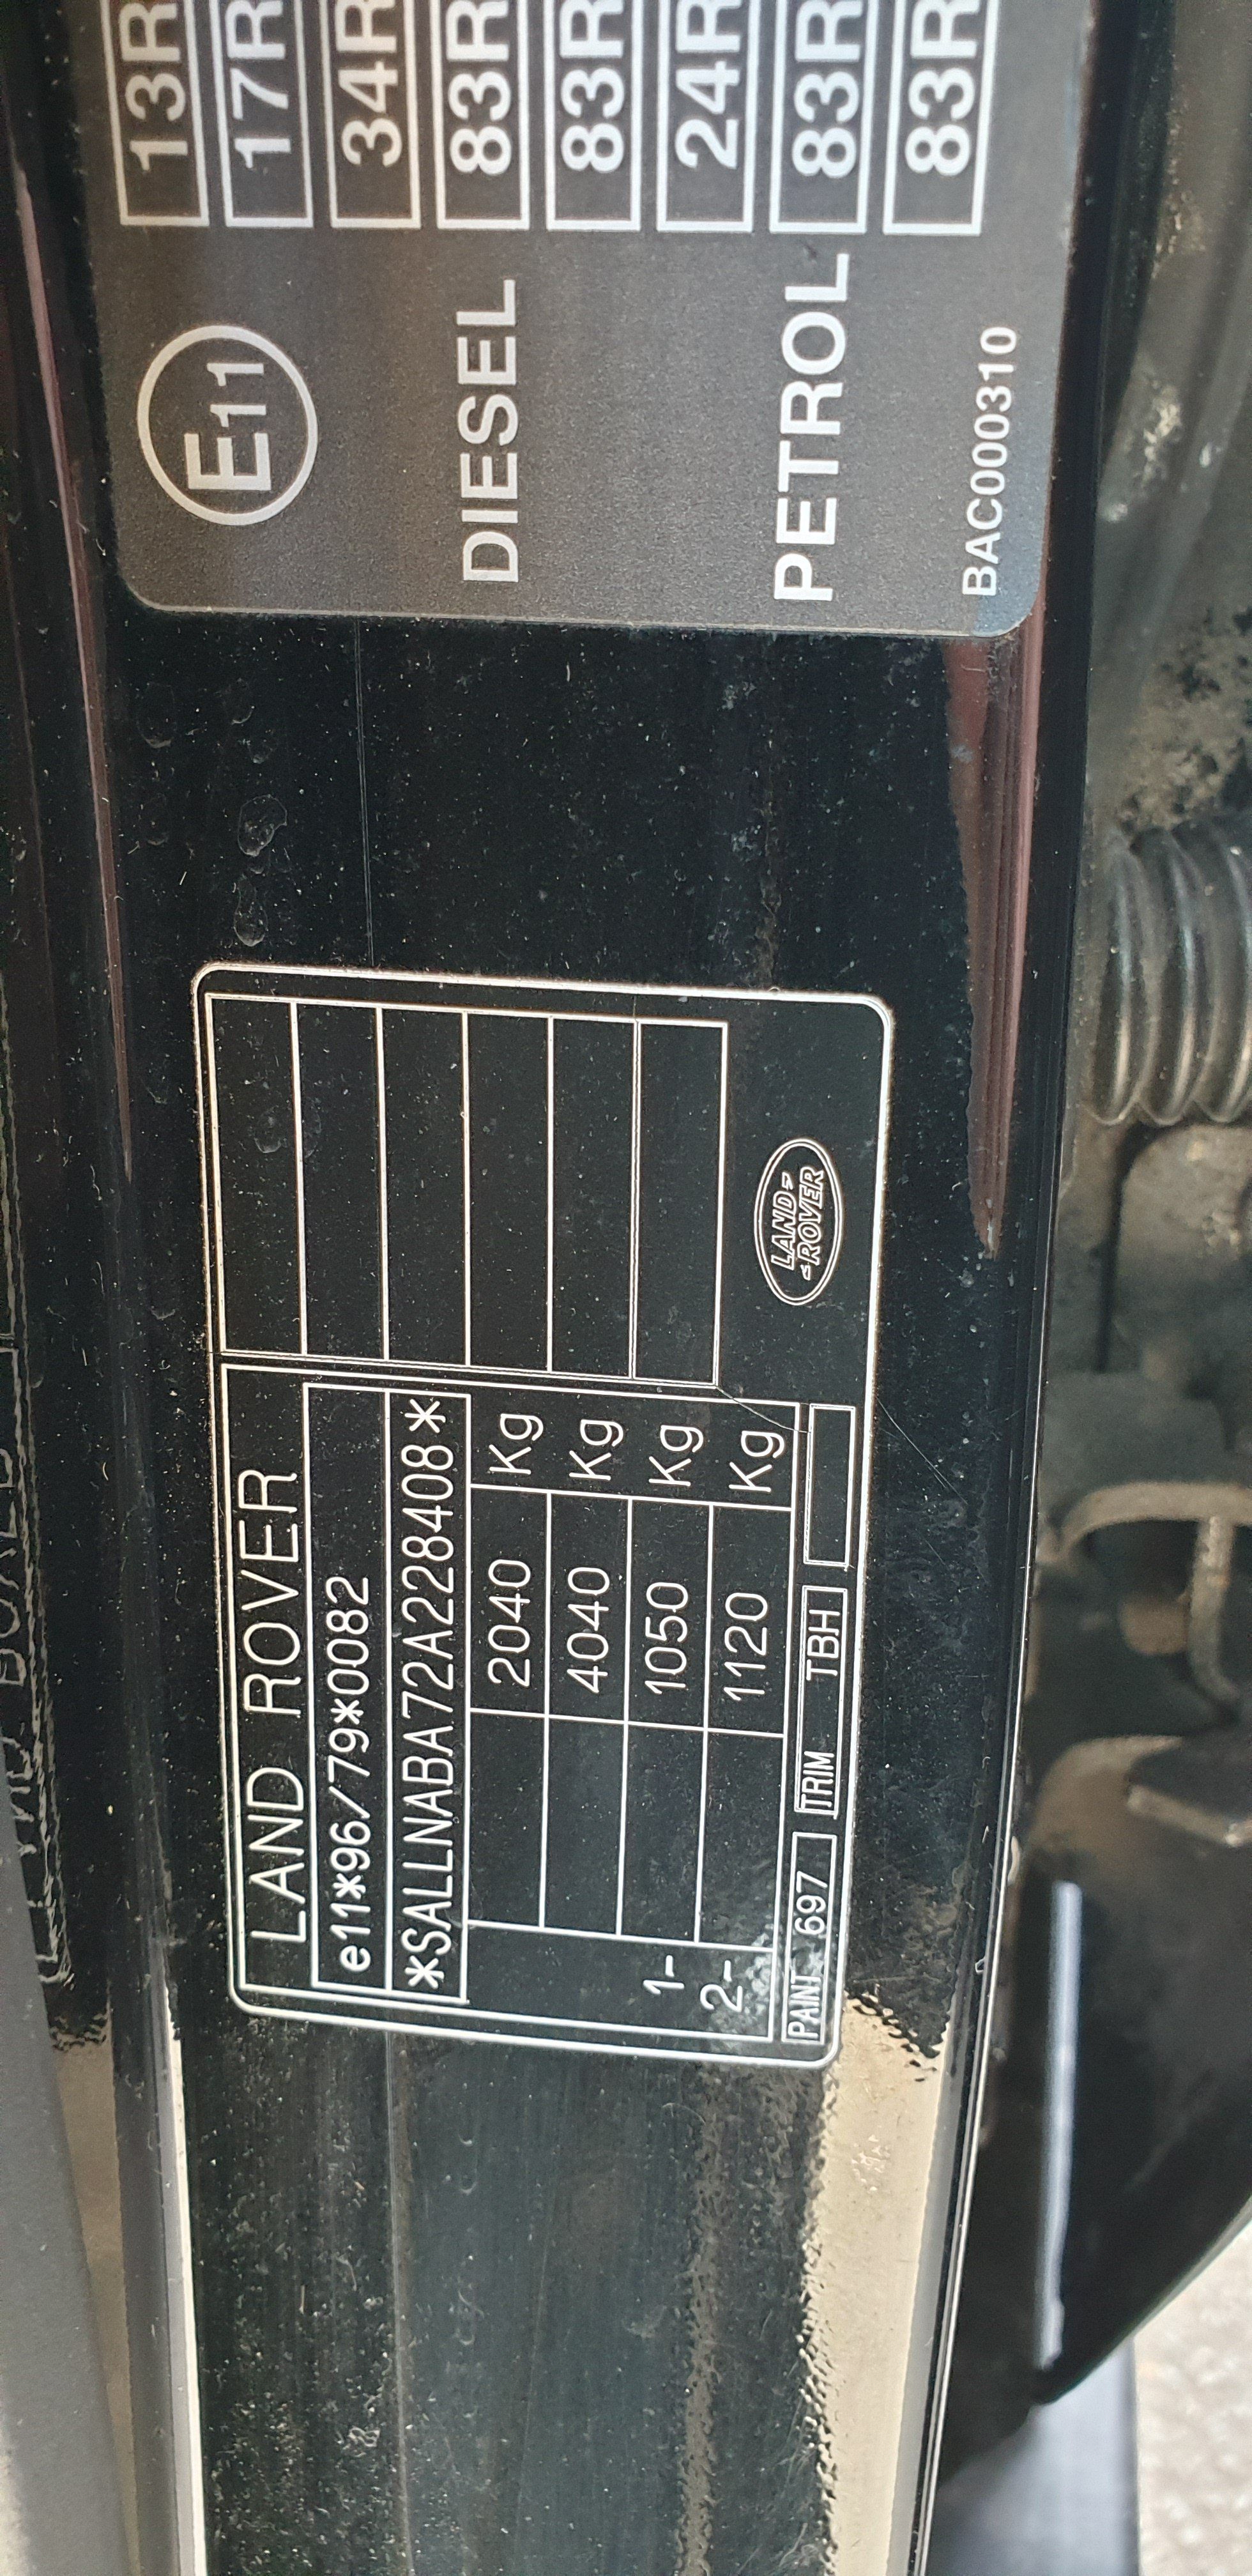 LAND ROVER
e11*96/79*0082
*SALLNABA72A228408*
2040 Kg
4040 Kg
1- 1050 Kg
2- 1120 Kg
PAINT 697 TRIM TBH
LAND
ROVER
E11
DIESEL
PETROL
BAC000310
13R
17R
34R
83R
83R
24R
83R
83R